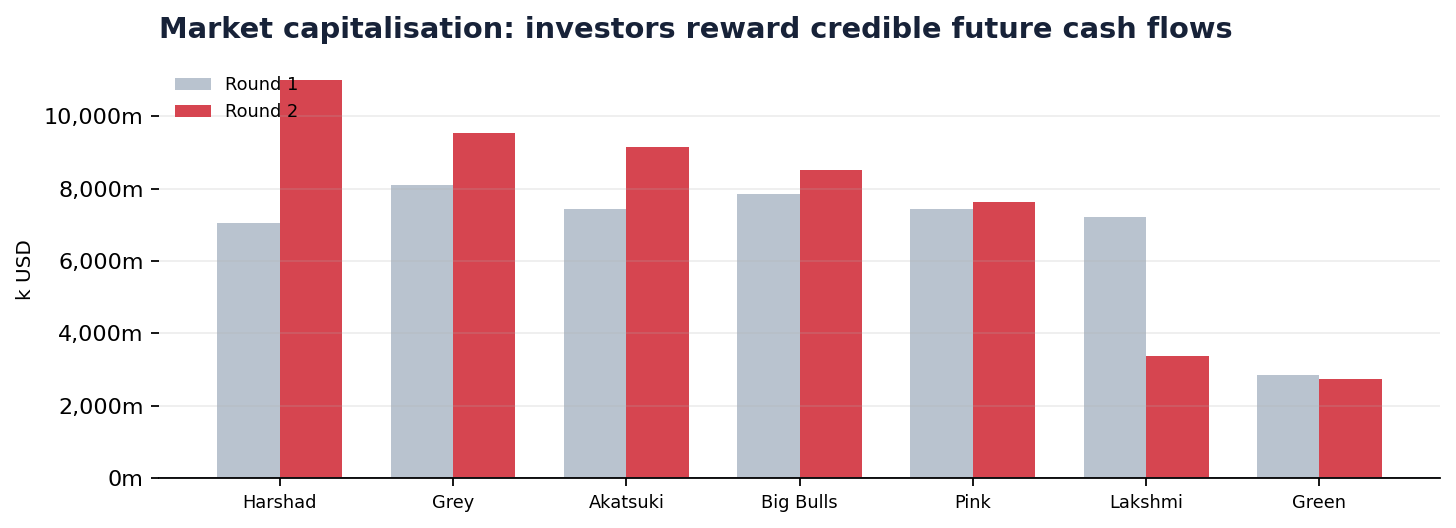 Market capitalisation: investors reward credible future cash flows
Round 1
Round 2
10,000m
8,000m
6,000m
4,000m
2,000m
0m
k USD
Harshad Grey Akatsuki Big Bulls Pink Lakshmi Green